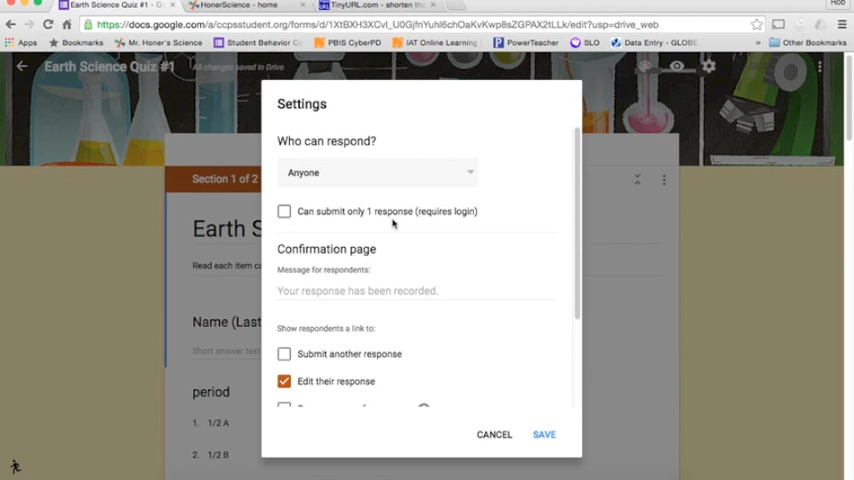 Earth Science Quiz #1 - G
HonerScience - home
TinyURL.com - shorten tha
Rob
https://docs.google.com/a/ccpsstudent.org/forms/d/1XtBXH3XCvI_U0GjfnYuhl6chOaKvKwp8sZGPAX2tLLk/edit?usp=drive_web
Apps
Bookmarks
Mr. Honer's Science
Student Behavior Co
PBIS CyberPD
IAT Online Learning
PowerTeacher
SLO
Data Entry - GLOBE
»
Other Bookmarks
Earth Science Quiz #1
All changes saved in Drive
Settings
Who can respond?
Anyone
Section 1 of 2
Can submit only 1 response (requires login)
Earth S
Confirmation page
Read each item ca
Message for respondents:
Your response has been recorded.
Name (Last
Show respondents a link to:
Short answer text
Submit another response
Edit their response
period
1. 1/2 A
CANCEL
SAVE
2. 1/2 B